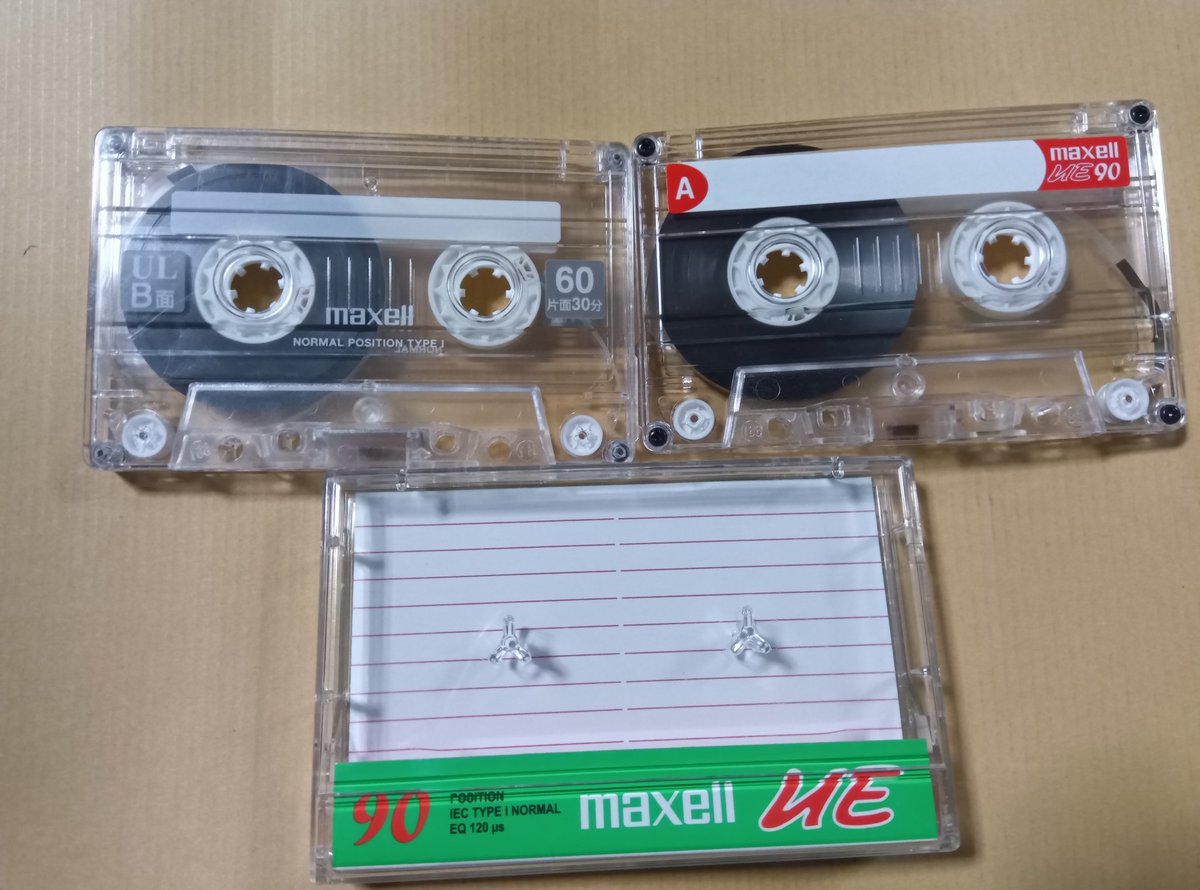 UL
B面
maxell
NORMAL POSITION TYPE I
NORMAL
60
片面30分
A
maxell
UE 90
90
POSITION
IEC TYPE I NORMAL
EQ 120 µs
maxell
UE